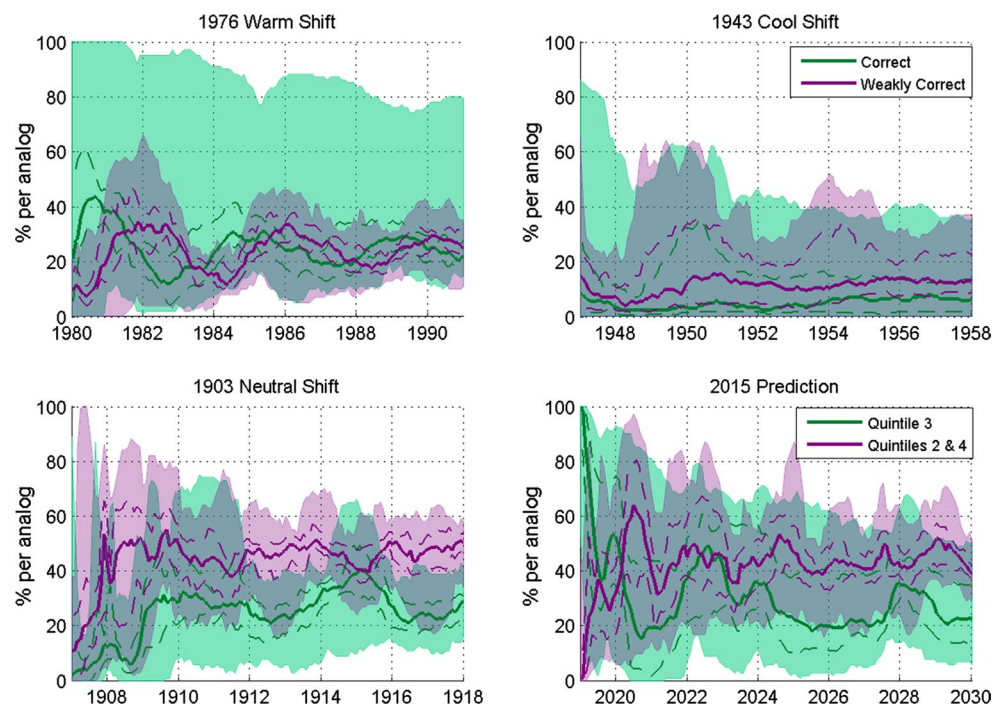 1976 Warm Shift
% per analog
100
80
60
40
20
0
1980 1982 1984 1986 1988 1990
1943 Cool Shift
Correct
Weakly Correct
% per analog
100
80
60
40
20
0
1948 1950 1952 1954 1956 1958
1903 Neutral Shift
% per analog
100
80
60
40
20
0
1908 1910 1912 1914 1916 1918
2015 Prediction
Quintile 3
Quintiles 2 & 4
% per analog
100
80
60
40
20
0
2020 2022 2024 2026 2028 2030